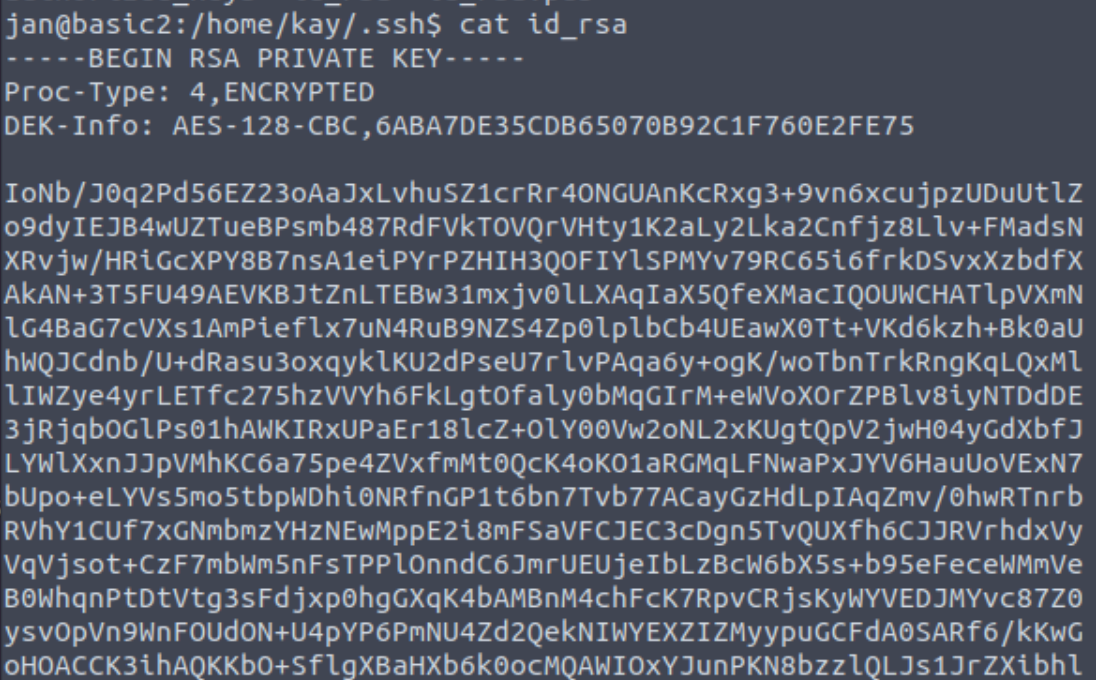 jan@basic2:/home/kay/.ssh$ cat id_rsa
-----BEGIN RSA PRIVATE KEY-----
Proc-Type: 4,ENCRYPTED
DEK-Info: AES-128-CBC,6ABA7DE35CDB65070B92C1F760E2FE75

IoNb/J0q2Pd56EZ23oAaJxLvhuSZ1crRr4ONGUAnKcRxg3+9vn6xcujpzUDuUtlZ
o9dyIEJB4wUZTueBPsmb487RdFVkTOVQrVHty1K2aLy2Lka2Cnfjz8Llv+FMadsN
XRvjw/HRiGcXPY8B7nsA1eiPYrPZHIH3QOFIYlSPMYv79RC65i6frkDSvxXzbdfX
AkAN+3T5FU49AEVKBJtZnLTEBw31mxjv0lLXAqIaX5QfeXMacIQOUWCHATlpVXmN
lG4BaG7cVXs1AmPieflx7uN4RuB9NZS4Zp0lplbCb4UEawX0Tt+VKd6kzh+Bk0aU
hWQJCdnb/U+dRasu3oxqyklKU2dPseU7rlvPAqa6y+ogK/woTbnTrkRngKqLQxMl
lIWZye4yrLETfc275hzVVYh6FkLgtOfaly0bMqGIrM+eWVoXOrZPBlv8iyNTDdDE
3jRjqbOGlPs01hAWKIRxUPaEr18lcZ+OlY00Vw2oNL2xKUgtQpV2jwH04yGdXbfJ
LYWlXxnJJpVMhKC6a75pe4ZVxfmMt0QcK4oKO1aRGMqLFNwaPxJYV6HauUoVExN7
bUpo+eLYVs5mo5tbpWDhi0NRfnGP1t6bn7Tvb77ACayGzHdLpIAqZmv/0hwRTnrb
RVhY1CUf7xGNmbmzYHzNEwMppE2i8mFSaVFCJEC3cDgn5TvQUXfh6CJJRVrhdxVy
VqVjsot+CzF7mbWm5nFsTPPlOnndC6JmrUEUjeIbLzBcW6bX5s+b95eFeceWMmVe
B0WhqnPtDtVtg3sFdjxp0hgGXqK4bAMBnM4chFcK7RpvCRjsKyWYVEDJMYvc87Z0
ysvOpVn9WnFOUdON+U4pYP6PmNU4Zd2QekNIWYEXZIZMyypuGCFdA0SARf6/kKwG
oHOACCK3ihAQKKbO+SflgXBaHXb6k0ocMQAWIOxYJunPKN8bzzlQLJs1JrZXibhl